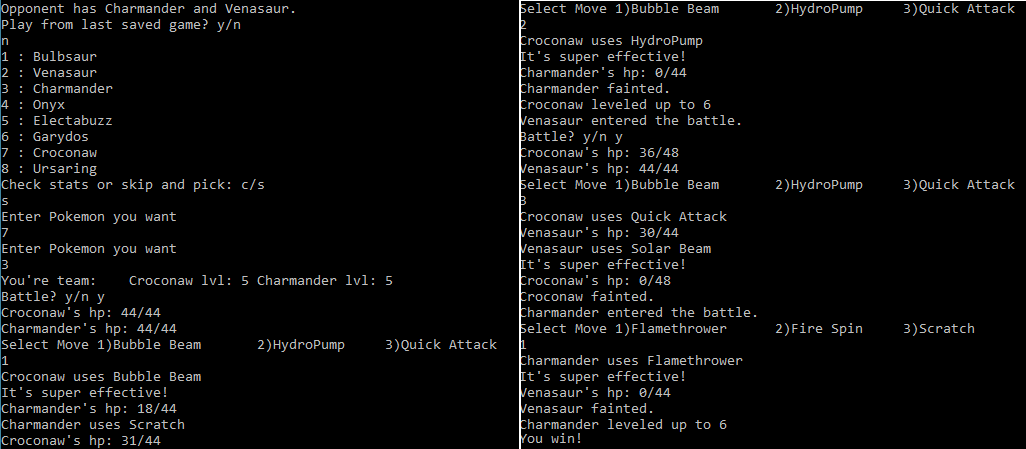 Opponent has Charmander and Venasaur.
Play from last saved game? y/n
n
1 : Bulbsaur
2 : Venasaur
3 : Charmander
4 : Onyx
5 : Electabuzz
6 : Garydos
7 : Croconaw
8 : Ursaring
Check stats or skip and pick: c/s
s
Enter Pokemon you want
7
Enter Pokemon you want
3
You're team:    Croconaw lvl: 5 Charmander lvl: 5
Battle? y/n y
Croconaw's hp: 44/44
Charmander's hp: 44/44
Select Move 1)Bubble Beam       2)HydroPump     3)Quick Attack
1
Croconaw uses Bubble Beam
It's super effective!
Charmander's hp: 18/44
Charmander uses Scratch
Croconaw's hp: 31/44
Select Move 1)Bubble Beam       2)HydroPump     3)Quick Attack
2
Croconaw uses HydroPump
It's super effective!
Charmander's hp: 0/44
Charmander fainted.
Croconaw leveled up to 6
Venasaur entered the battle.
Battle? y/n y
Croconaw's hp: 36/48
Venasaur's hp: 44/44
Select Move 1)Bubble Beam       2)HydroPump     3)Quick Attack
3
Croconaw uses Quick Attack
Venasaur's hp: 30/44
Venasaur uses Solar Beam
It's super effective!
Croconaw's hp: 0/48
Croconaw fainted.
Charmander entered the battle.
Select Move 1)Flamethrower      2)Fire Spin     3)Scratch
1
Charmander uses Flamethrower
It's super effective!
Venasaur's hp: 0/44
Venasaur fainted.
Charmander leveled up to 6
You win!